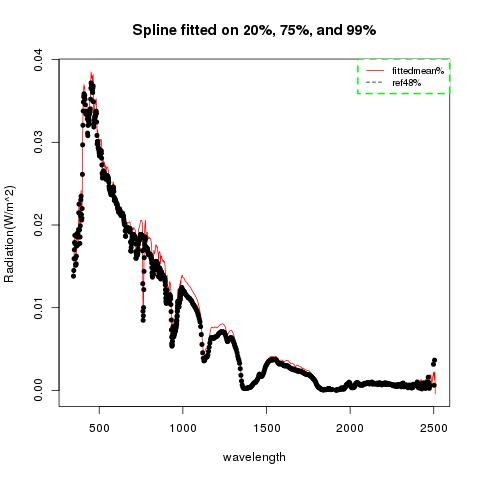 Spline fitted on 20%, 75%, and 99%
fittedmean%
ref48%
Radiation(W/m^2)
0.04
0.03
0.02
0.01
0.00
500 1000 1500 2000 2500
wavelength